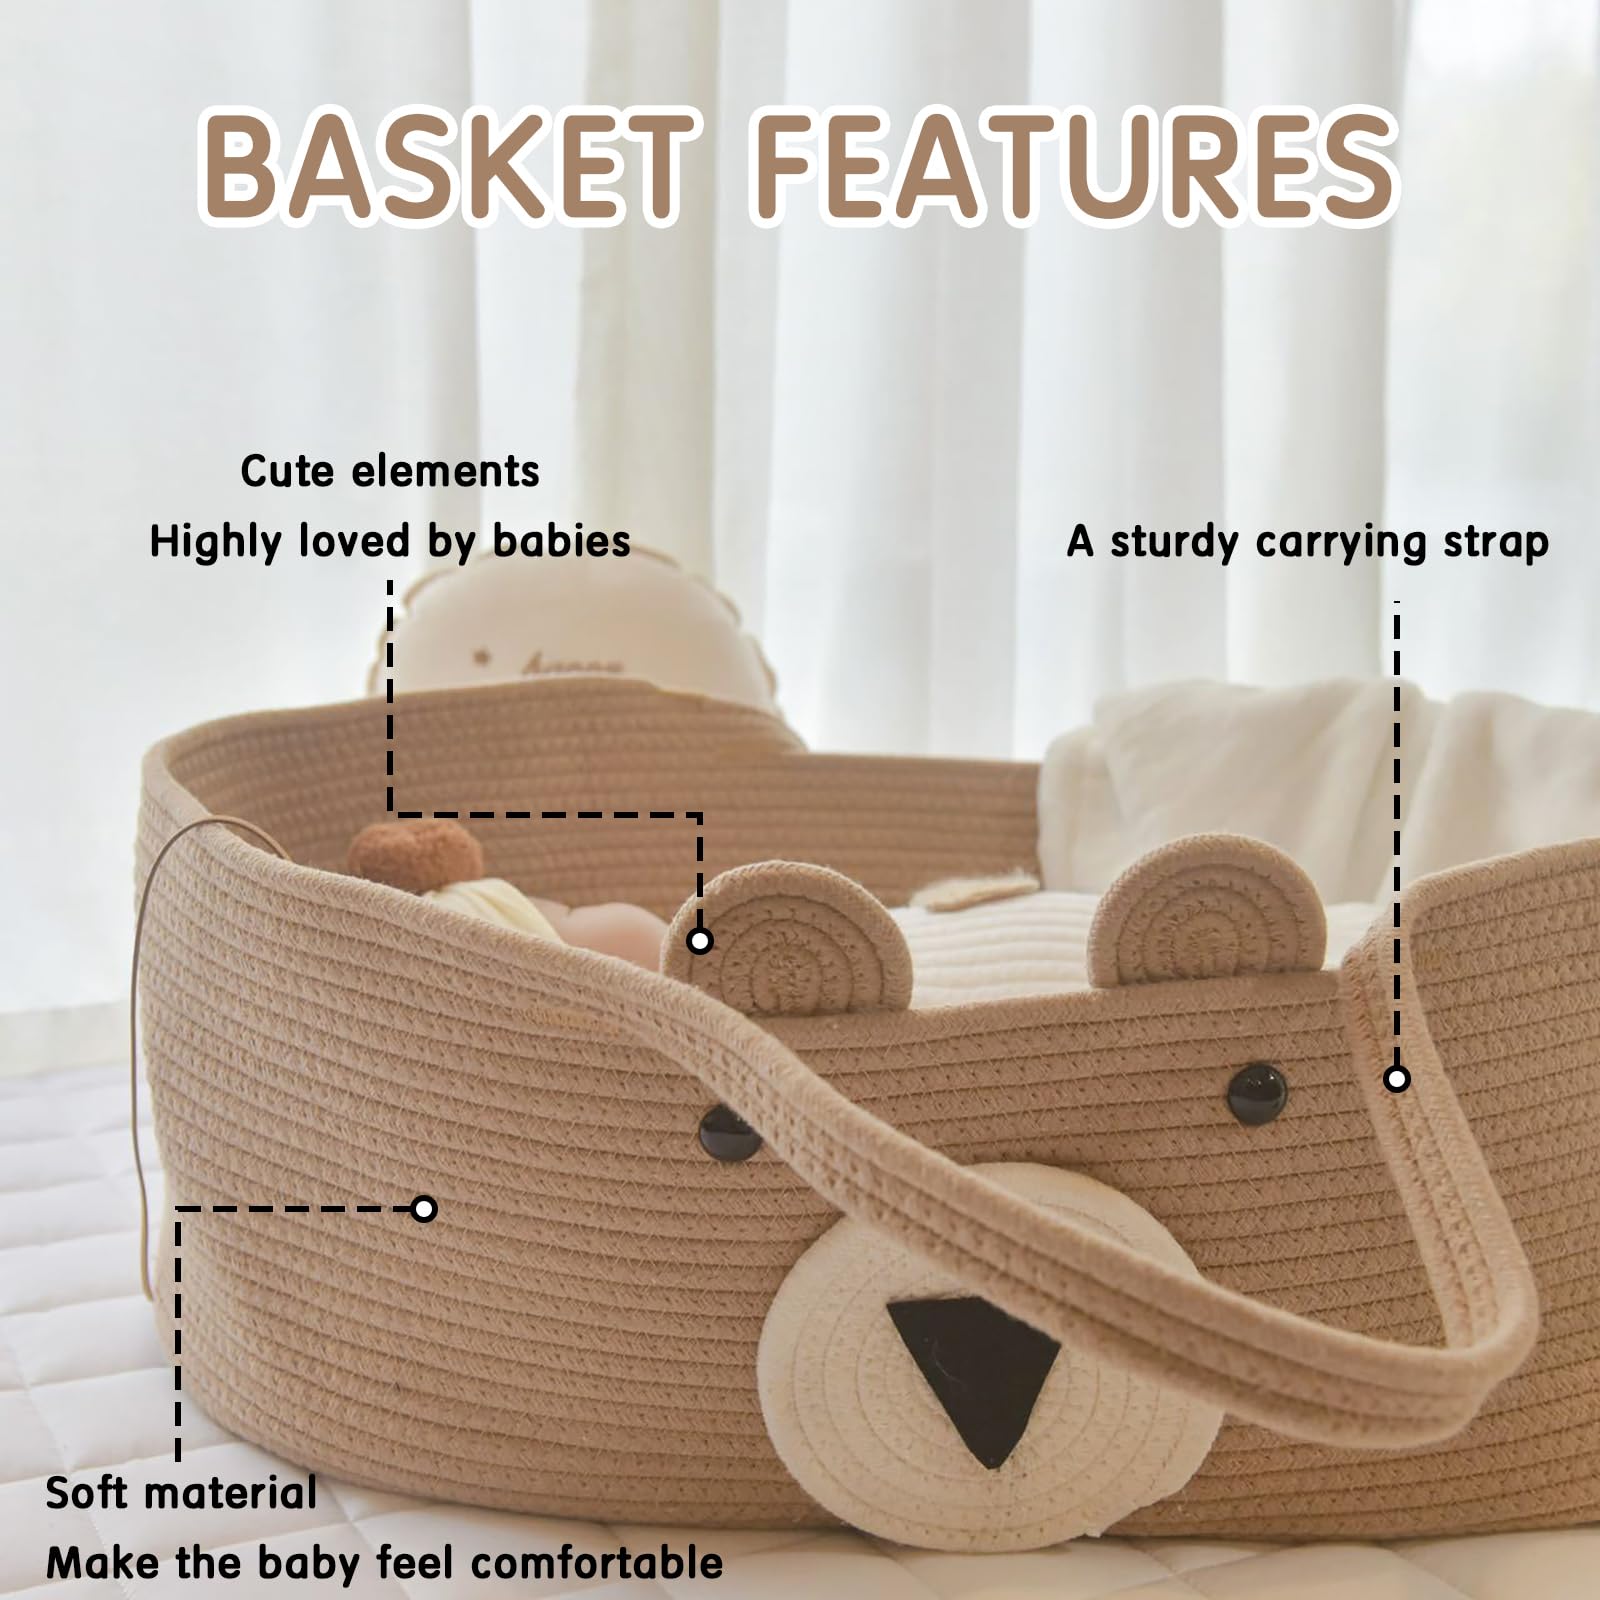 BASKET FEATURES
Cute elements
Highly loved by babies
A sturdy carrying strap
Soft material
Make the baby feel comfortable